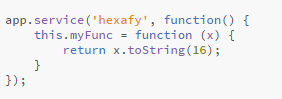 app.service('hexafy', function() {
    this.myFunc = function (x) {
        return x.toString(16);
    }
});